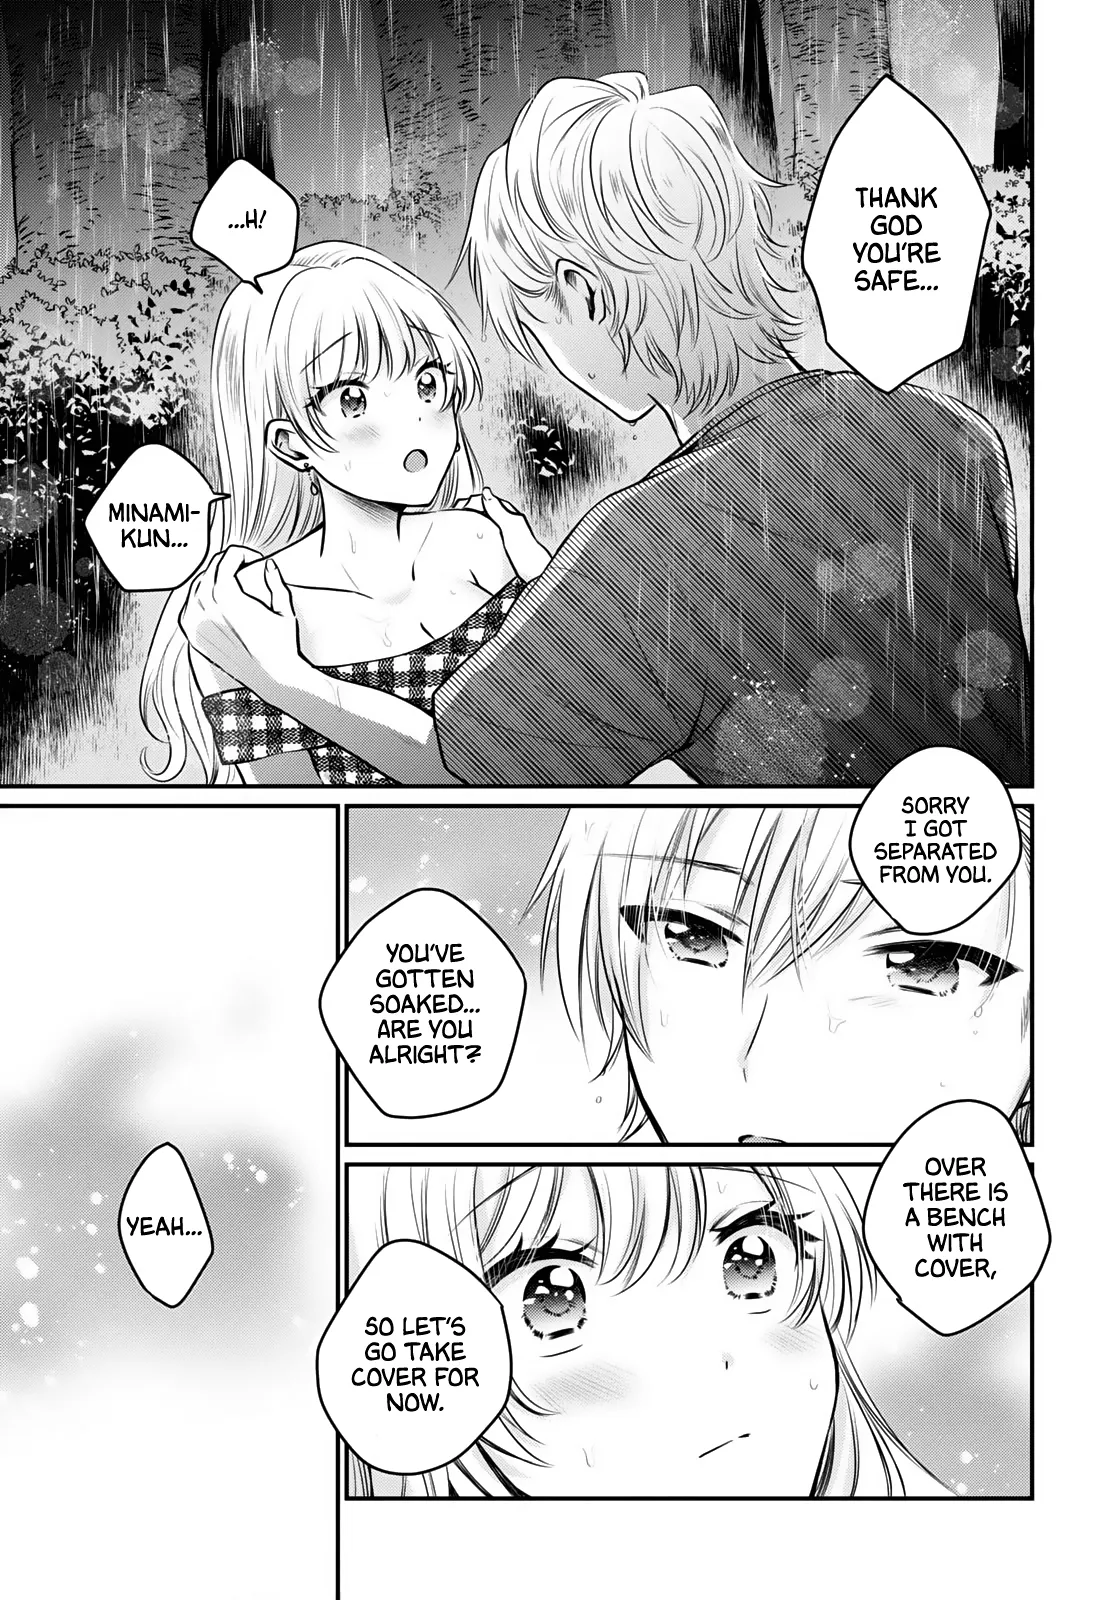 THANK
GOD
YOU'RE
SAFE...
...H!
MINAMI-
KUN...
SORRY
I GOT
SEPARATED
FROM YOU.
YOU'VE
GOTTEN
SOAKED...
ARE YOU
ALRIGHT?
OVER
THERE IS
A BENCH
WITH
COVER,
SO LET'S
GO TAKE
COVER FOR
NOW.
YEAH...